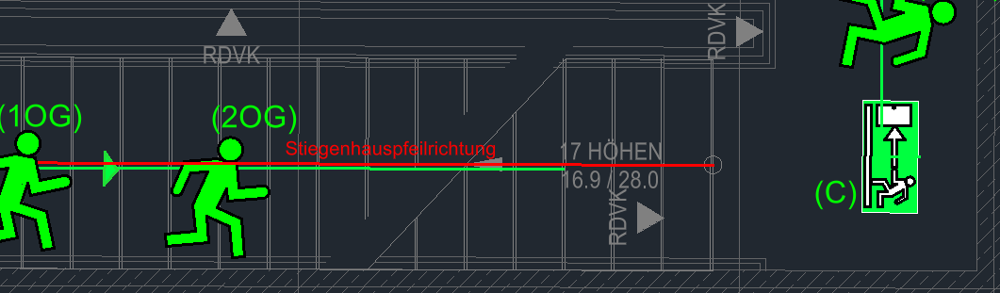 RDVK
RDVK
(1OG)
(2OG)
Stiegenhauspfeilrichtung
17 HÖHEN
16.9 / 28.0
RDVK
(C)